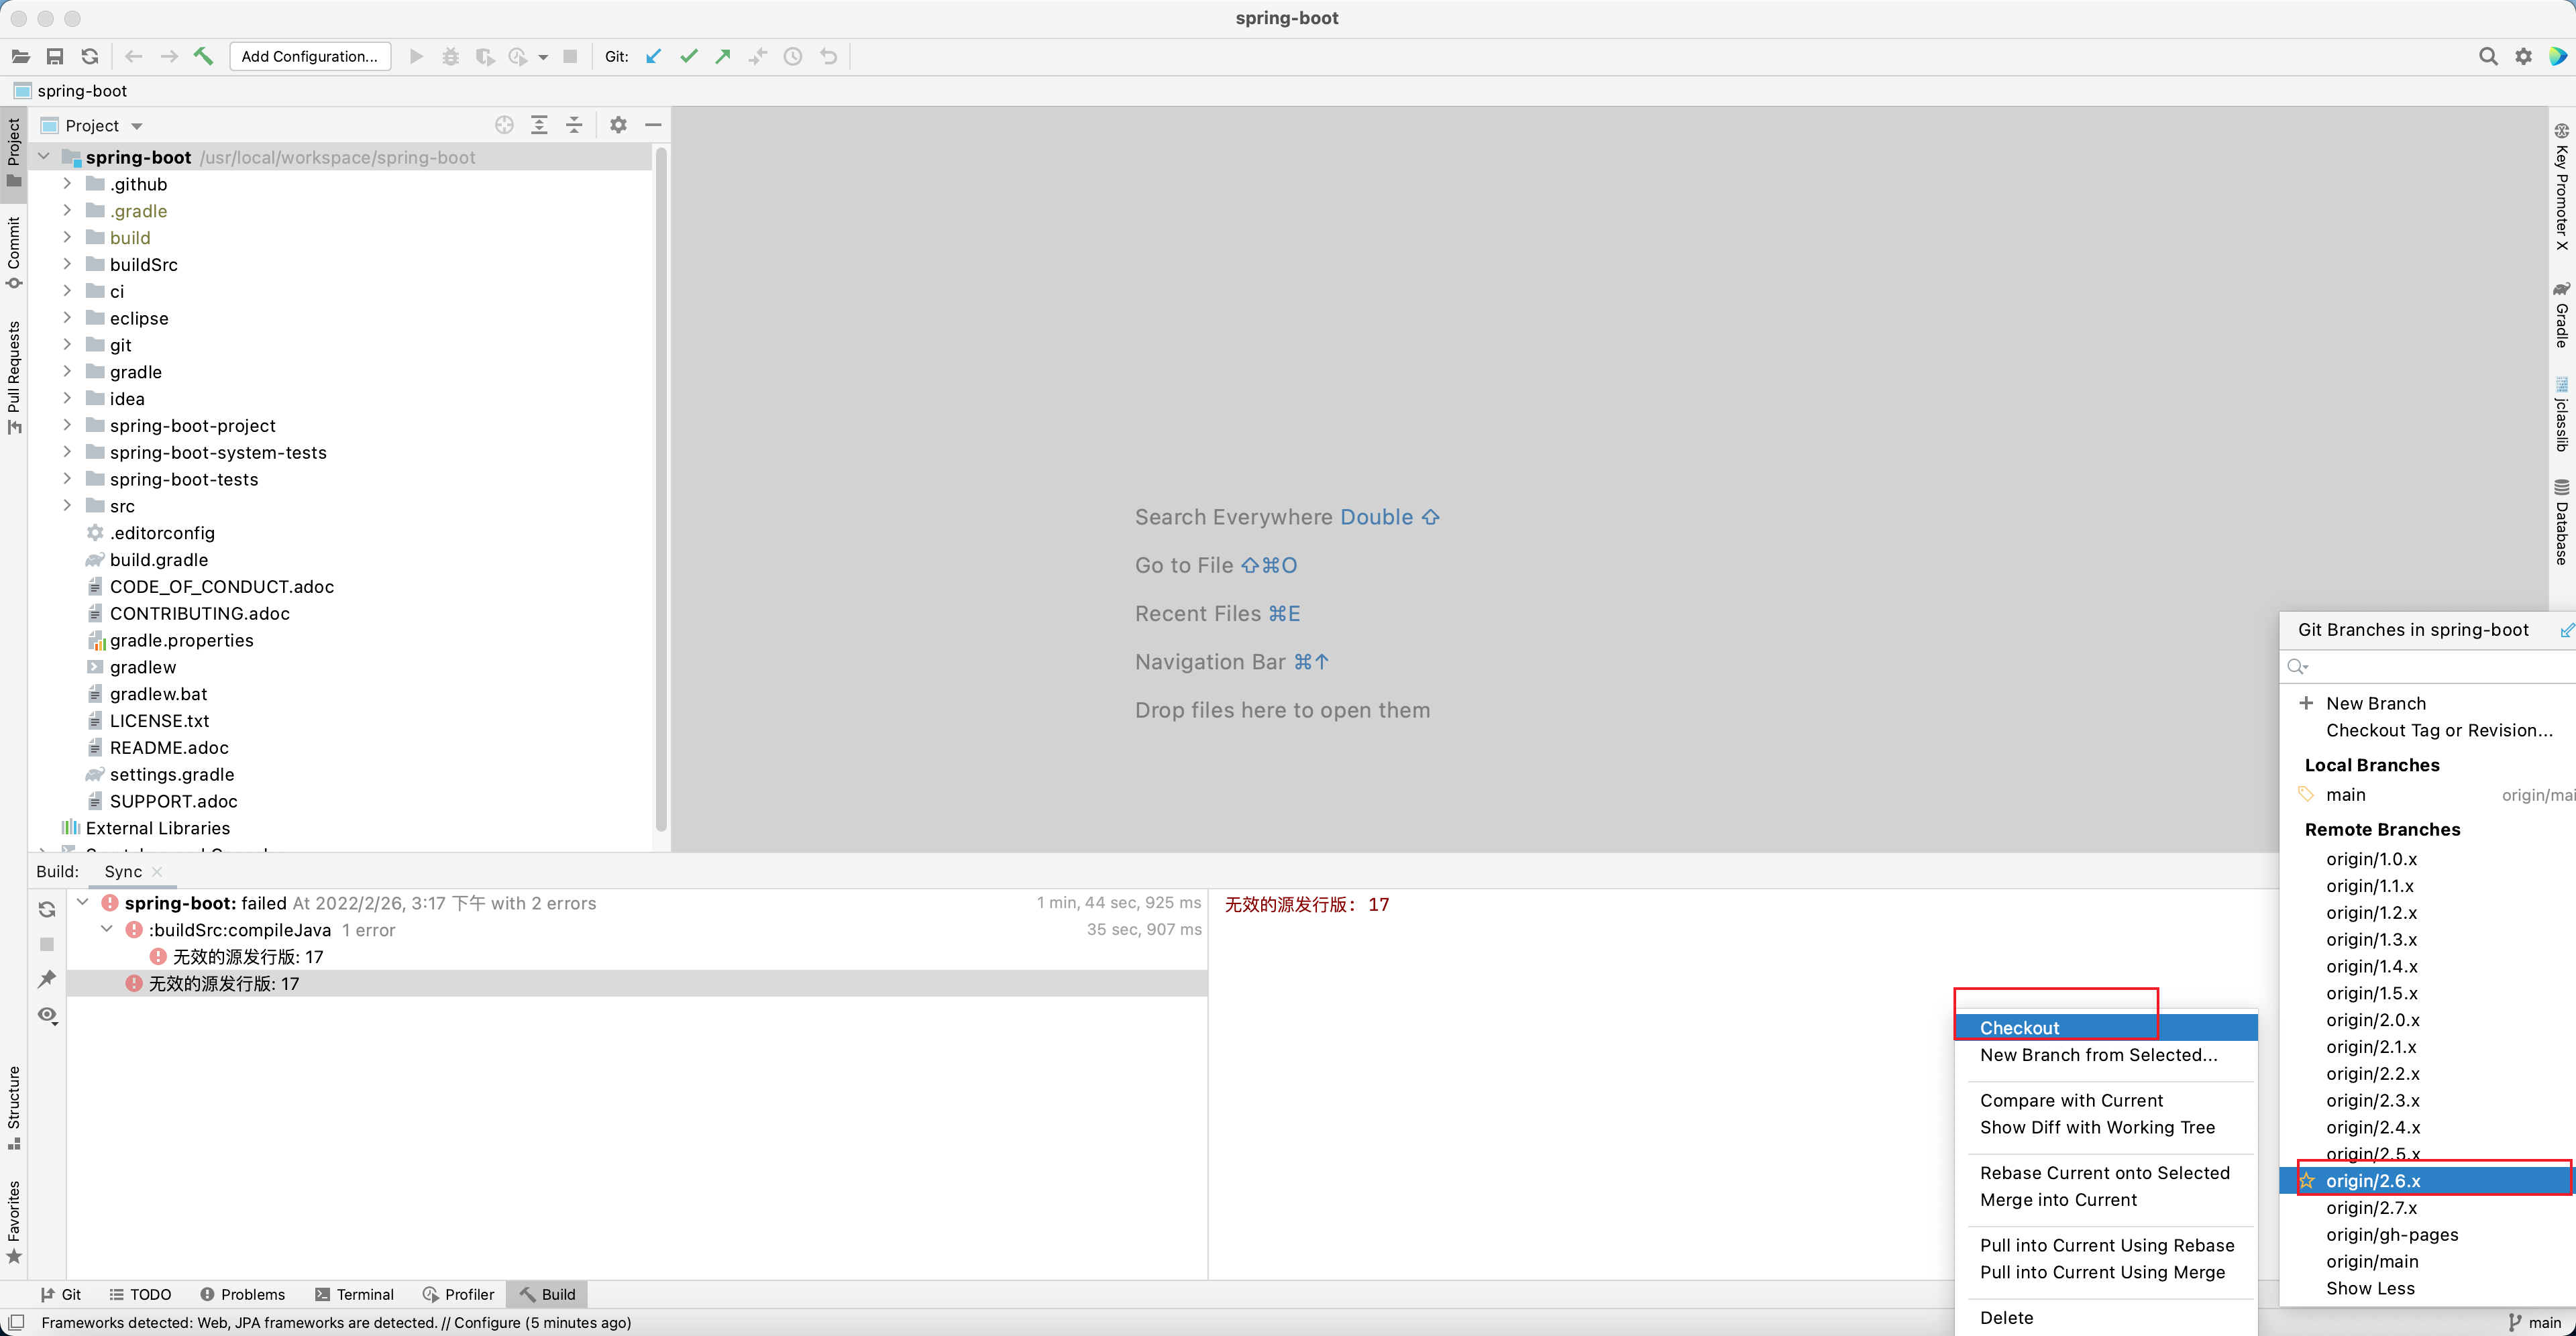 spring-boot
Add Configuration...
Git:
spring-boot
Project
spring-boot /usr/local/workspace/spring-boot
.github
.gradle
build
buildSrc
ci
eclipse
git
gradle
idea
spring-boot-project
spring-boot-system-tests
spring-boot-tests
src
.editorconfig
build.gradle
CODE_OF_CONDUCT.adoc
CONTRIBUTING.adoc
gradle.properties
gradlew
gradlew.bat
LICENSE.txt
README.adoc
settings.gradle
SUPPORT.adoc
External Libraries
Project
Commit
Pull Requests
Structure
Favorites
Search Everywhere Double ⇧
Go to File ⇧⌘O
Recent Files ⌘E
Navigation Bar ⌘↑
Drop files here to open them
Key Promoter X
Gradle
jclasslib
Database
Git Branches in spring-boot
New Branch
Checkout Tag or Revision...
Local Branches
main origin/mai
Remote Branches
origin/1.0.x
origin/1.1.x
origin/1.2.x
origin/1.3.x
origin/1.4.x
origin/1.5.x
origin/2.0.x
origin/2.1.x
origin/2.2.x
origin/2.3.x
origin/2.4.x
origin/2.5.x
origin/2.6.x
origin/2.7.x
origin/gh-pages
origin/main
Show Less
Build: Sync
spring-boot: failed At 2022/2/26, 3:17 下午 with 2 errors 1 min, 44 sec, 925 ms
:buildSrc:compileJava 1 error 35 sec, 907 ms
无效的源发行版: 17
无效的源发行版: 17
无效的源发行版: 17
Checkout
New Branch from Selected...
Compare with Current
Show Diff with Working Tree
Rebase Current onto Selected
Merge into Current
Pull into Current Using Rebase
Pull into Current Using Merge
Delete
Git TODO Problems Terminal Profiler Build
Frameworks detected: Web, JPA frameworks are detected. // Configure (5 minutes ago)
main